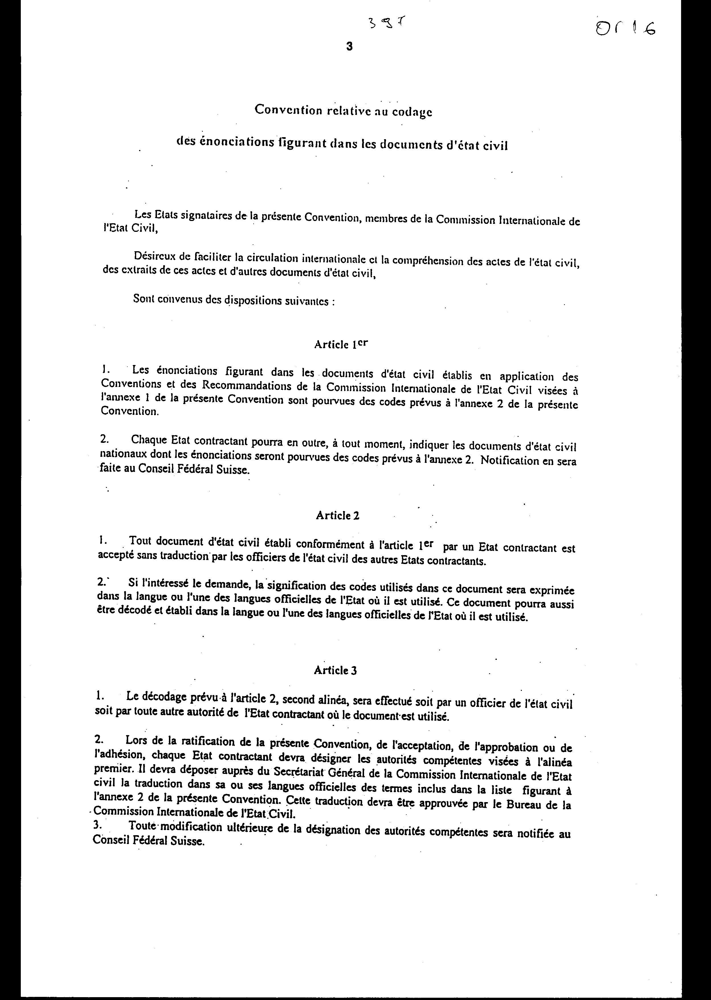 3
Convention relative au codage
des énonciations figurant dans les documents d'état civil
Les Etats signataires de la présente Convention, membres de la Commission Internationale de
l'Etat Civil,
Désireux de faciliter la circulation internationale et la compréhension des actes de l'état civil,
des extraits de ces actes et d'autres documents d'état civil,
Sont convenus des dispositions suivantes :
Article 1er
1. Les énonciations figurant dans les documents d'état civil établis en application des
Conventions et des Recommandations de la Commission Internationale de l'Etat Civil visées à
l'annexe 1 de la présente Convention sont pourvues des codes prévus à l'annexe 2 de la présente
Convention.
2. Chaque Etat contractant pourra en outre, à tout moment, indiquer les documents d'état civil
nationaux dont les énonciations seront pourvues des codes prévus à l'annexe 2. Notification en sera
faite au Conseil Fédéral Suisse.
Article 2
1. Tout document d'état civil établi conformément à l'article 1er par un Etat contractant est
accepté sans traduction par les officiers de l'état civil des autres Etats contractants.
2. Si l'intéressé le demande, la signification des codes utilisés dans ce document sera exprimée
dans la langue ou l'une des langues officielles de l'Etat où il est utilisé. Ce document pourra aussi
être décodé et établi dans la langue ou l'une des langues officielles de l'Etat où il est utilisé.
Article 3
1. Le décodage prévu à l'article 2, second alinéa, sera effectué soit par un officier de l'état civil
soit par toute autre autorité de l'Etat contractant où le document est utilisé.
2. Lors de la ratification de la présente Convention, de l'acceptation, de l'approbation ou de
l'adhésion, chaque Etat contractant devra désigner les autorités compétentes visées à l'alinéa
premier. Il devra déposer auprès du Secrétariat Général de la Commission Internationale de l'Etat
civil la traduction dans sa ou ses langues officielles des termes inclus dans la liste figurant à
l'annexe 2 de la présente Convention. Cette traduction devra être approuvée par le Bureau de la
Commission Internationale de l'Etat Civil.
3. Toute modification ultérieure de la désignation des autorités compétentes sera notifiée au
Conseil Fédéral Suisse.